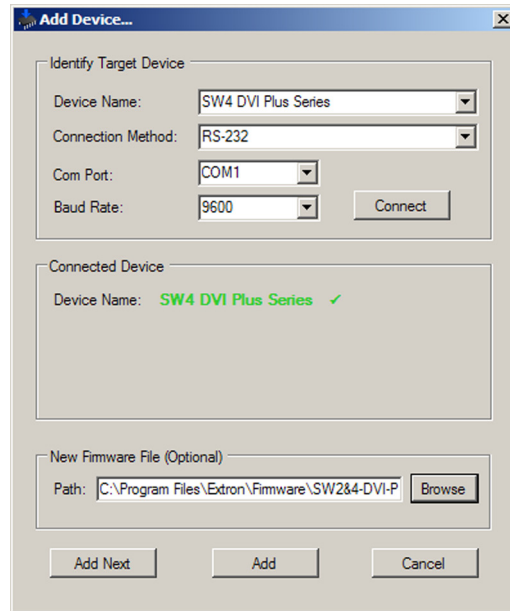 Add Device...
Identify Target Device
Device Name: SW4 DVI Plus Series
Connection Method: RS-232
Com Port: COM1
Baud Rate: 9600 Connect
Connected Device
Device Name: SW4 DVI Plus Series ✓
New Firmware File (Optional)
Path: C:\Program Files\Extron\Firmware\SW2&4-DVI-P Browse
Add Next Add Cancel